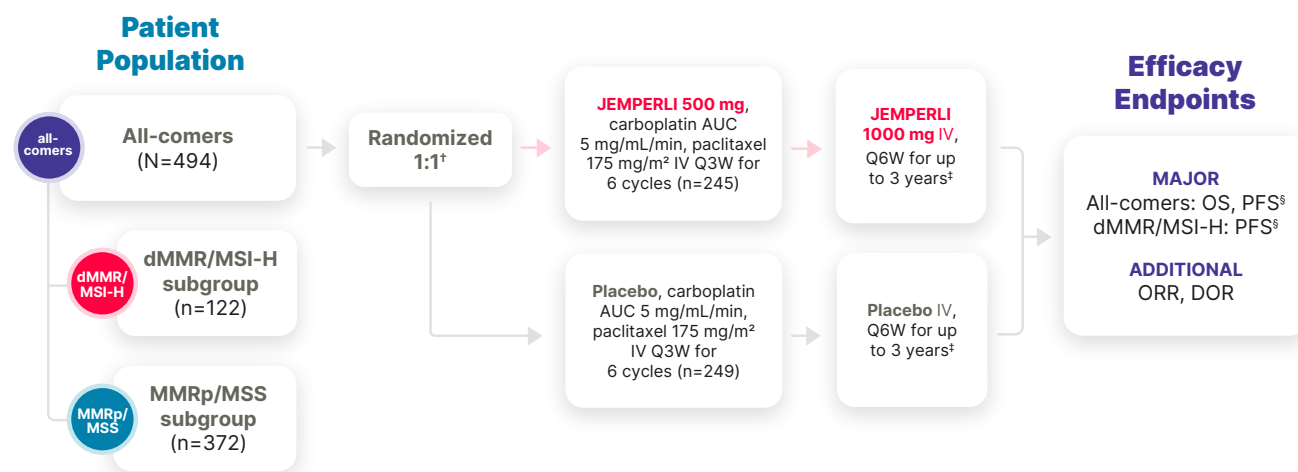 Patient
Population
all-
comers
All-comers
(N=494)
dMMR/
MSI-H
dMMR/MSI-H
subgroup
(n=122)
MMRp/
MSS
MMRp/MSS
subgroup
(n=372)
Randomized
1:1†
JEMPERLI 500 mg,
carboplatin AUC
5 mg/mL/min, paclitaxel
175 mg/m² IV Q3W for
6 cycles (n=245)
JEMPERLI
1000 mg IV,
Q6W for up
to 3 years‡
Placebo, carboplatin
AUC 5 mg/mL/min,
paclitaxel 175 mg/m²
IV Q3W for
6 cycles (n=249)
Placebo IV,
Q6W for up
to 3 years‡
Efficacy
Endpoints
MAJOR
All-comers: OS, PFS§
dMMR/MSI-H: PFS§
ADDITIONAL
ORR, DOR